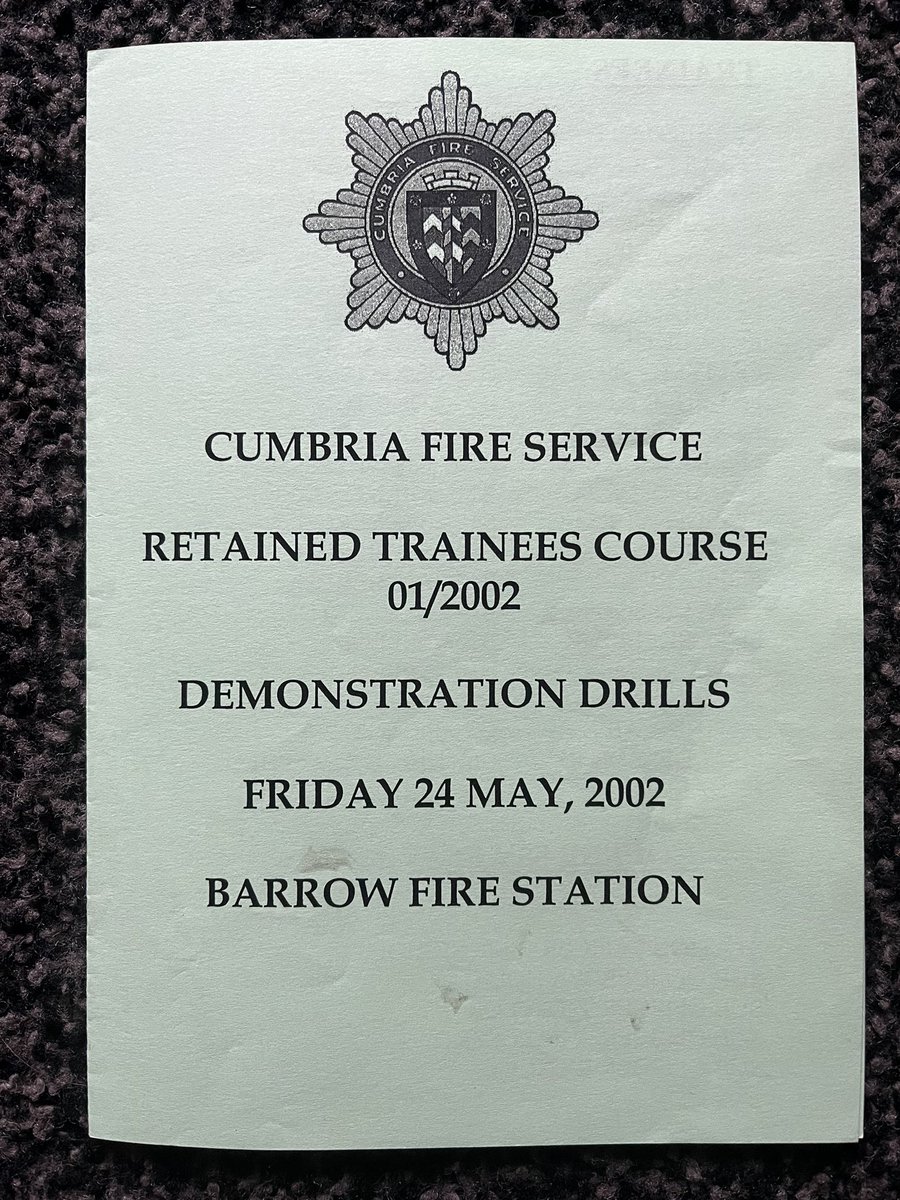 CUMBRIA FIRE SERVICE
CUMBRIA FIRE SERVICE
RETAINED TRAINEES COURSE
01/2002
DEMONSTRATION DRILLS
FRIDAY 24 MAY, 2002
BARROW FIRE STATION